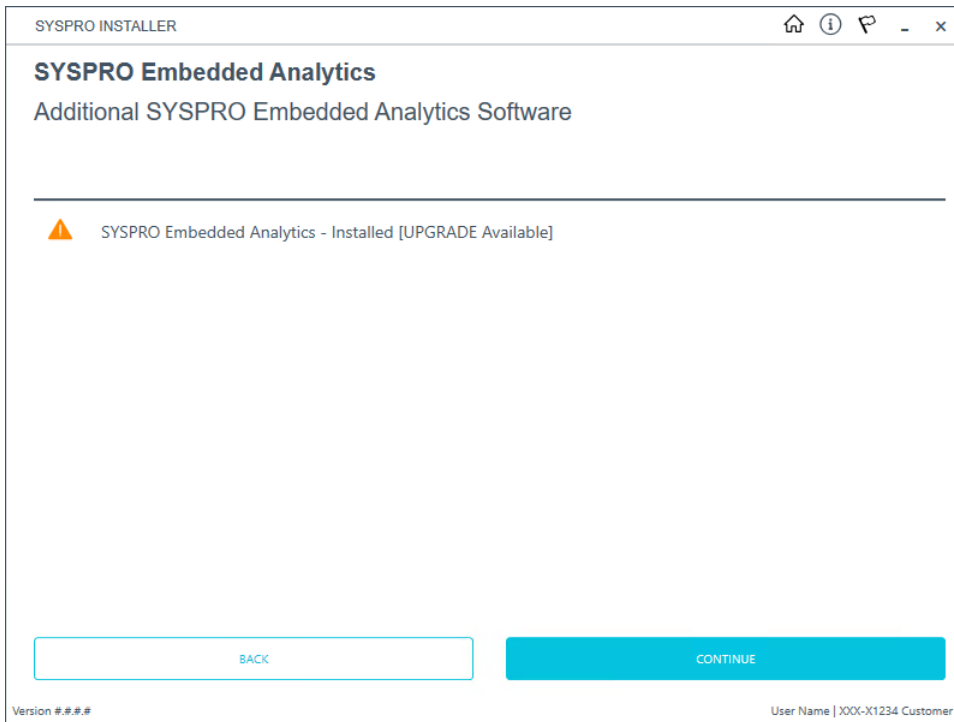 SYSPRO INSTALLER
SYSPRO Embedded Analytics
Additional SYSPRO Embedded Analytics Software
SYSPRO Embedded Analytics - Installed [UPGRADE Available]
BACK
CONTINUE
Version #.#.#.#
User Name | XXX-X1234 Customer